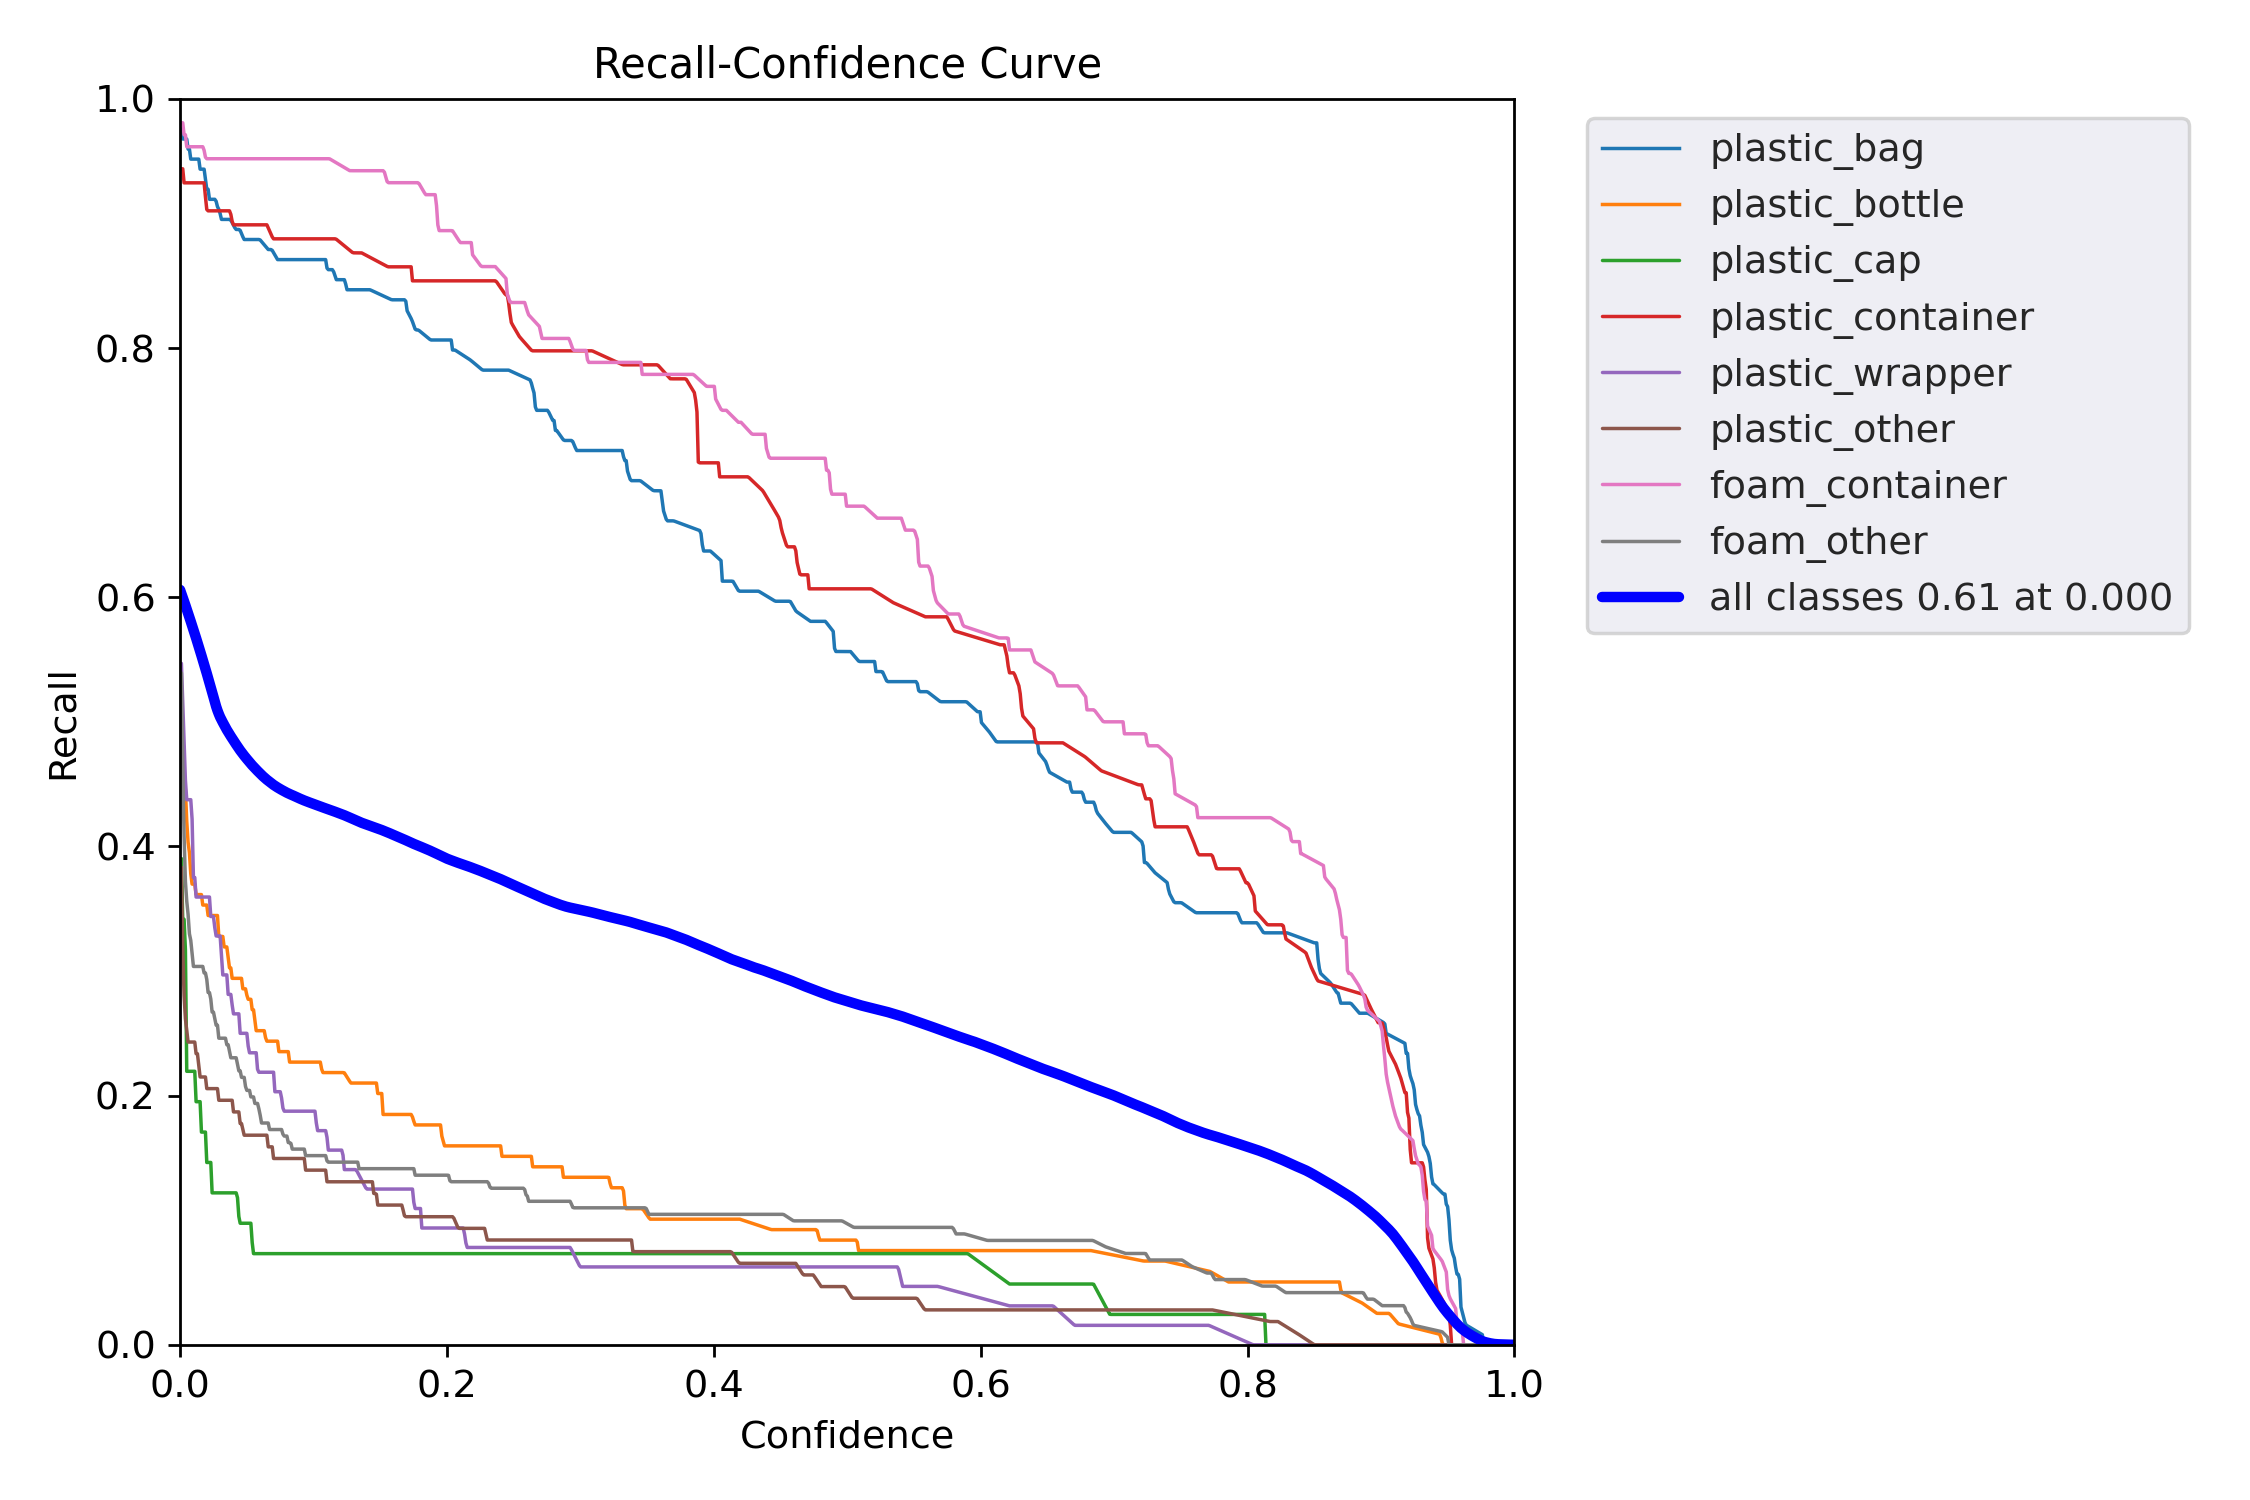 Recall-Confidence Curve
1.0
0.8
0.6
0.4
0.2
0.0
Recall
0.0 0.2 0.4 0.6 0.8 1.0
Confidence
plastic_bag
plastic_bottle
plastic_cap
plastic_container
plastic_wrapper
plastic_other
foam_container
foam_other
all classes 0.61 at 0.000